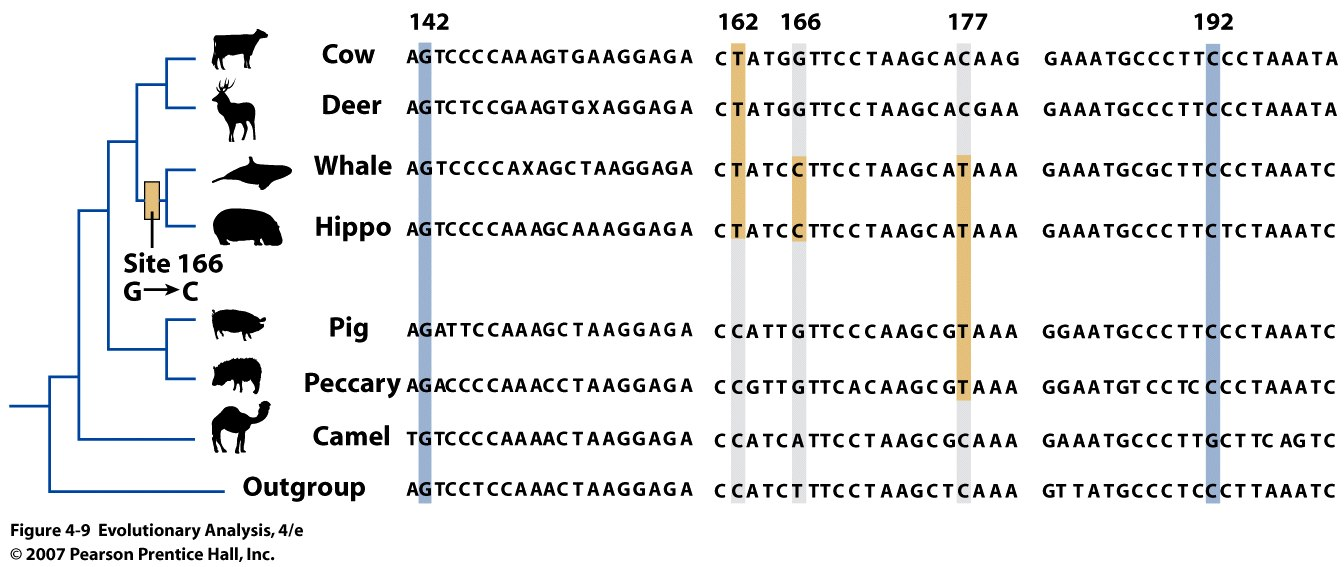 142 162 166 177 192
Cow AGTCCCCAAAGTGAAGGAGA CTATGGTTCCTAAGCACAAG GAAATGCCCTTCCCTAAATA
Deer AGTCTCCGAAGTGXAGGAGA CTATGGTTCCTAAGCACGAA GAAATGCCCTTCCCTAAATA
Whale AGTCCCCAXAGCTAAGGAGA CTATCCTTCCTAAGCATAAA GAAATGCGCTTCCCTAAATC
Hippo AGTCCCCAAAGCAAAGGAGA CTATCCTTCCTAAGCATAAA GAAATGCCCTTCTCTAAATC
Site 166
G→C
Pig AGATTCCAAAGCTAAGGAGA CCATTGTTCCCAAGCGTAAA GGAATGCCCTTCCCTAAATC
Peccary AGACCCCAAACCTAAGGAGA CCGTTGTTCACAAGCGTAAA GGAATGTCCTCCCCTAAATC
Camel TGTCCCCAAAACTAAGGAGA CCATCATTCCTAAGCGCAAA GAAATGCCCTTGCTTCAGTC
Outgroup AGTCCTCCAAACTAAGGAGA CCATCTTTCCTAAGCTCAAA GTTATGCCCTCCCTTAAATC
Figure 4-9 Evolutionary Analysis, 4/e
© 2007 Pearson Prentice Hall, Inc.